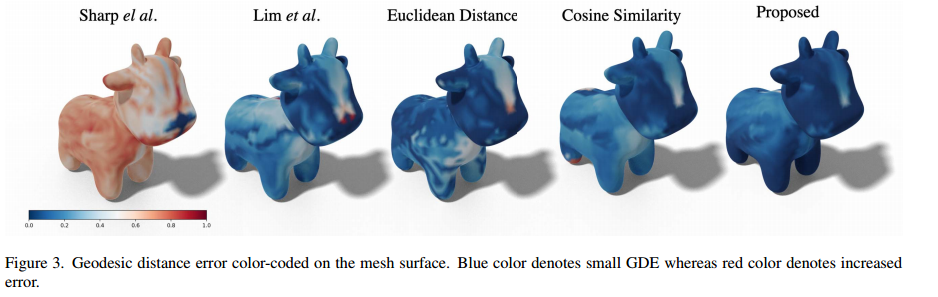 Sharp el al.
Lim et al.
Euclidean Distance
Cosine Similarity
Proposed
0.0 0.2 0.4 0.6 0.8 1.0
Figure 3. Geodesic distance error color-coded on the mesh surface. Blue color denotes small GDE whereas red color denotes increased
error.